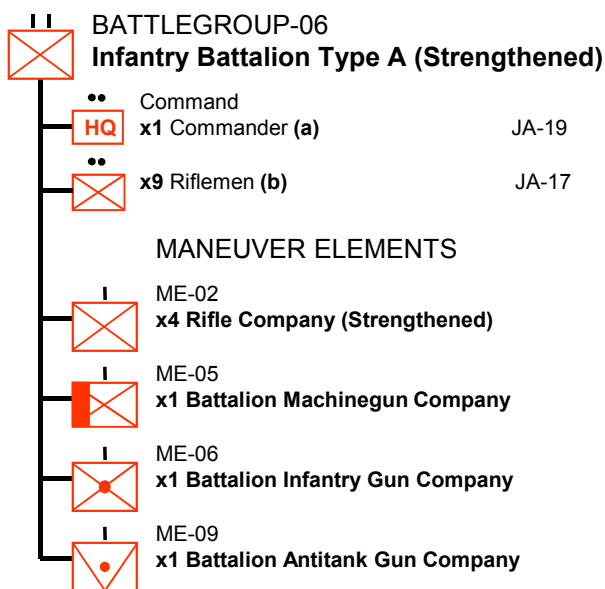 BATTLEGROUP-06
Infantry Battalion Type A (Strengthened)
Command
HQ x1 Commander (a) JA-19
x9 Riflemen (b) JA-17
MANEUVER ELEMENTS
ME-02
x4 Rifle Company (Strengthened)
ME-05
x1 Battalion Machinegun Company
ME-06
x1 Battalion Infantry Gun Company
ME-09
x1 Battalion Antitank Gun Company